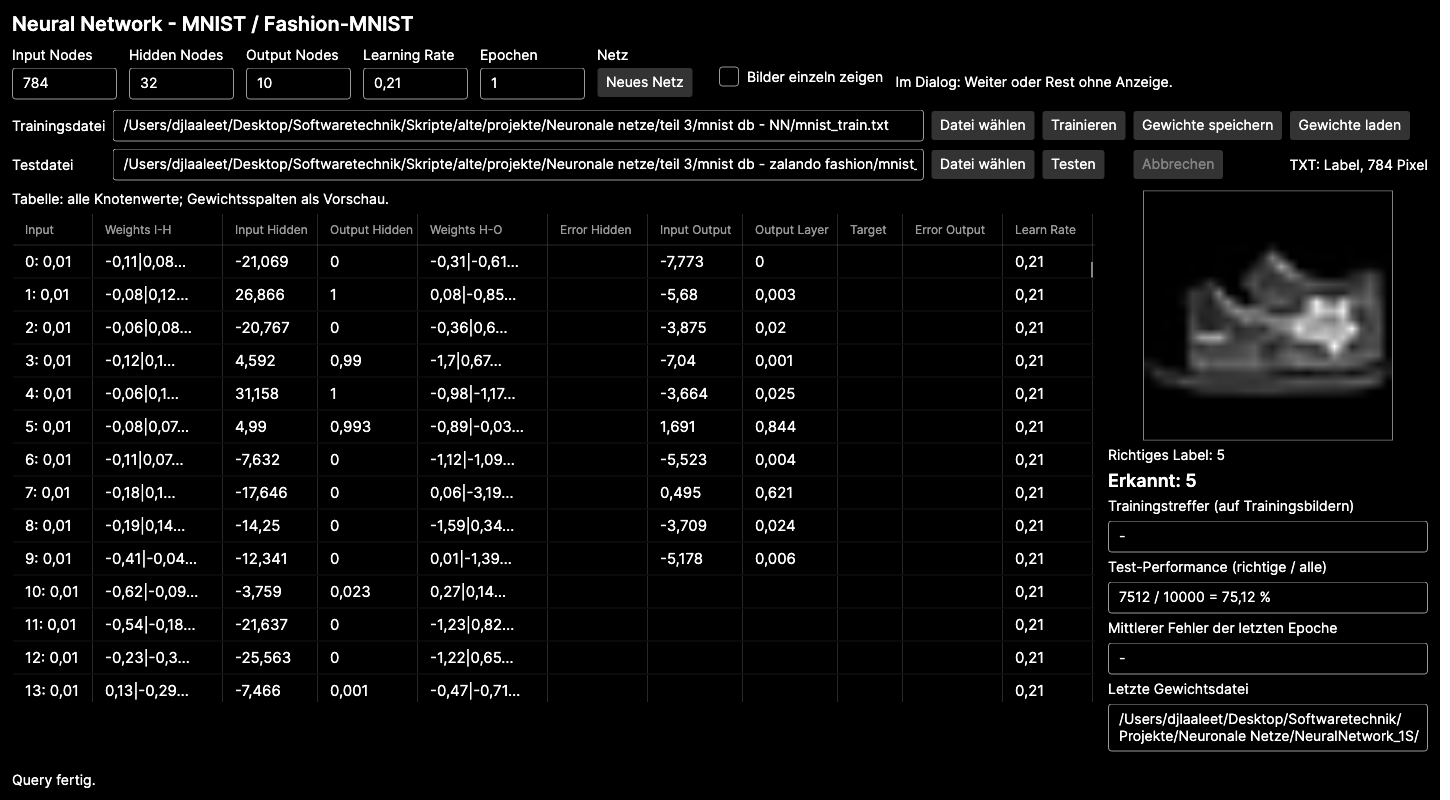 Neural Network - MNIST / Fashion-MNIST
Input Nodes Hidden Nodes Output Nodes Learning Rate Epochen Netz
784 32 10 0,21 1 Neues Netz Bilder einzeln zeigen Im Dialog: Weiter oder Rest ohne Anzeige.
Trainingsdatei /Users/djlaaleet/Desktop/Softwaretechnik/Skripte/alte/projekte/Neuronale netze/teil 3/mnist db - NN/mnist_train.txt Datei wählen Trainieren Gewichte speichern Gewichte laden
Testdatei /Users/djlaaleet/Desktop/Softwaretechnik/Skripte/alte/projekte/Neuronale netze/teil 3/mnist db - zalando fashion/mnist_ Datei wählen Testen Abbrechen TXT: Label, 784 Pixel
Tabelle: alle Knotenwerte; Gewichtsspalten als Vorschau.
Input Weights I-H Input Hidden Output Hidden Weights H-O Error Hidden Input Output Output Layer Target Error Output Learn Rate
0: 0,01 -0,11|0,08... -21,069 0 -0,31|-0,61... -7,773 0 0,21
1: 0,01 -0,08|0,12... 26,866 1 0,08|-0,85... -5,68 0,003 0,21
2: 0,01 -0,06|0,08... -20,767 0 -0,36|0,6... -3,875 0,02 0,21
3: 0,01 -0,12|0,1... 4,592 0,99 -1,7|0,67... -7,04 0,001 0,21
4: 0,01 -0,06|0,1... 31,158 1 -0,98|-1,17... -3,664 0,025 0,21
5: 0,01 -0,08|0,07... 4,99 0,993 -0,89|-0,03... 1,691 0,844 0,21
6: 0,01 -0,11|0,07... -7,632 0 -1,12|-1,09... -5,523 0,004 0,21
7: 0,01 -0,18|0,1... -17,646 0 0,06|-3,19... 0,495 0,621 0,21
8: 0,01 -0,19|0,14... -14,25 0 -1,59|0,34... -3,709 0,024 0,21
9: 0,01 -0,41|-0,04... -12,341 0 0,01|-1,39... -5,178 0,006 0,21
10: 0,01 -0,62|-0,09... -3,759 0,023 0,27|0,14... 0,21
11: 0,01 -0,54|-0,18... -21,637 0 -1,23|0,82... 0,21
12: 0,01 -0,23|-0,3... -25,563 0 -1,22|0,65... 0,21
13: 0,01 0,13|-0,29... -7,466 0,001 -0,47|-0,71... 0,21
Richtiges Label: 5
Erkannt: 5
Trainingstreffer (auf Trainingsbildern)
-
Test-Performance (richtige / alle)
7512 / 10000 = 75,12 %
Mittlerer Fehler der letzten Epoche
-
Letzte Gewichtsdatei
/Users/djlaaleet/Desktop/Softwaretechnik/
Projekte/Neuronale Netze/NeuralNetwork_1S/
Query fertig.